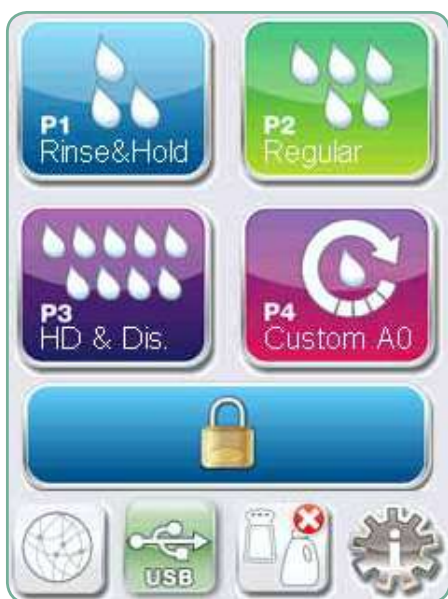 P1
Rinse&Hold
P2
Regular
P3
HD & Dis.
P4
Custom A0
USB
i